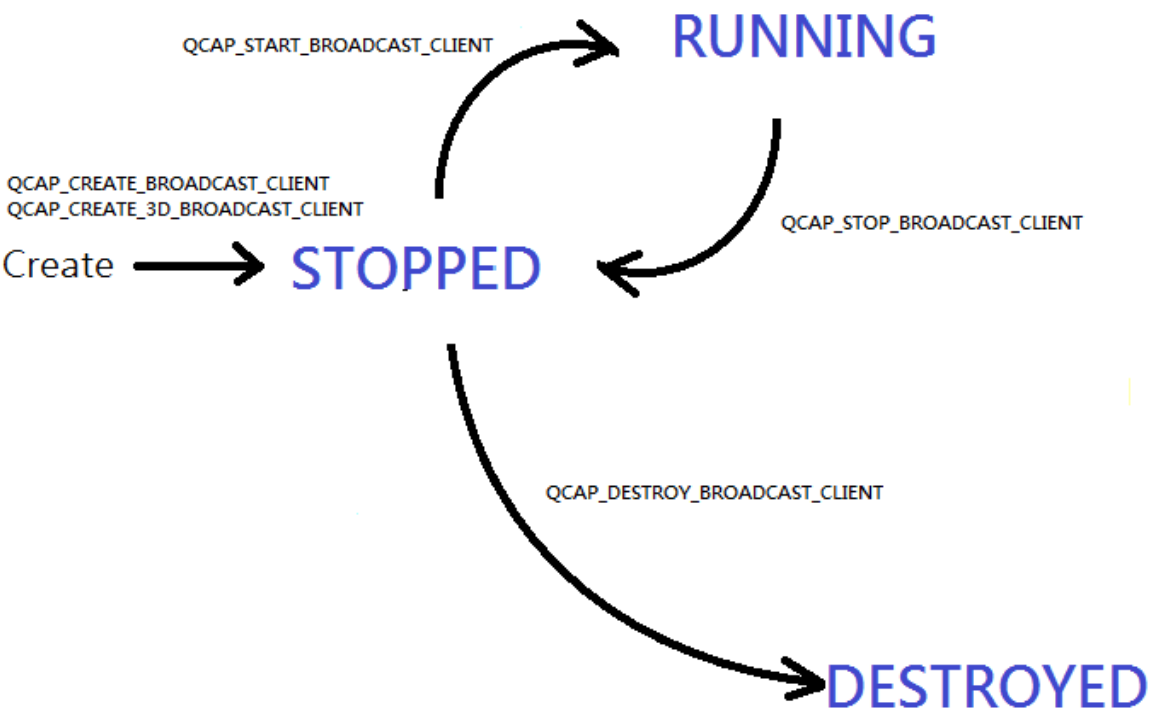 RUNNING
QCAP_START_BROADCAST_CLIENT
QCAP_CREATE_BROADCAST_CLIENT
QCAP_CREATE_3D_BROADCAST_CLIENT
QCAP_STOP_BROADCAST_CLIENT
Create
STOPPED
QCAP_DESTROY_BROADCAST_CLIENT
DESTROYED